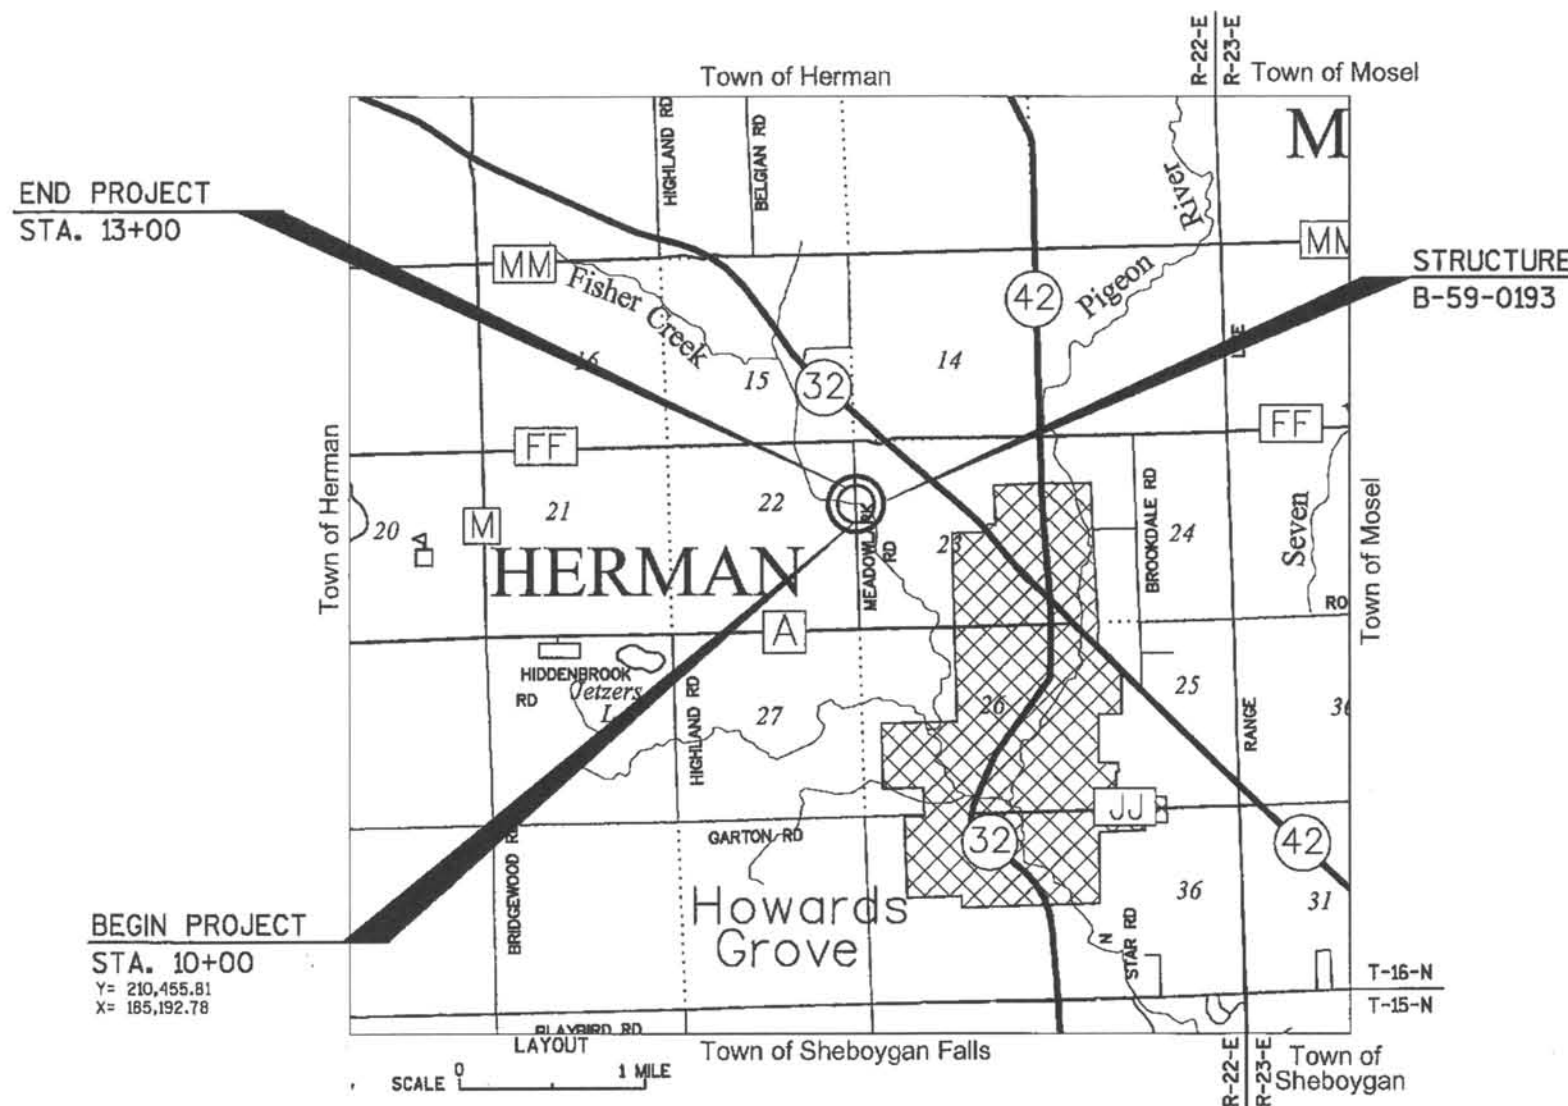 R-22-E
R-23-E
Town of Herman
Town of Mosel
M
HIGHLAND RD
BELGIAN RD
River
END PROJECT
STA. 13+00
MM
MM
STRUCTURE
B-59-0193
Fisher Creek
42
Pigeon
16
15
32
14
FF
FF
Town of Herman
20
M
21
22
MEADOWLARK
RD
23
BROOKDALE RD
24
Seven
Town of Mosel
HERMAN
A
RO
HIDDENBROOK
RD
Jetzers
L
HIGHLAND RD
27
26
25
36
RANGE
JJ
GARTON RD
32
42
BRIDGEWOOD RD
Howards
Grove
36
31
N
STAR RD
BEGIN PROJECT
STA. 10+00
Y= 210,455.81
X= 185,192.78
T-16-N
T-15-N
PLAYBIRD RD
LAYOUT
SCALE 0 1 MILE
Town of Sheboygan Falls
R-22-E
R-23-E
Town of
Sheboygan